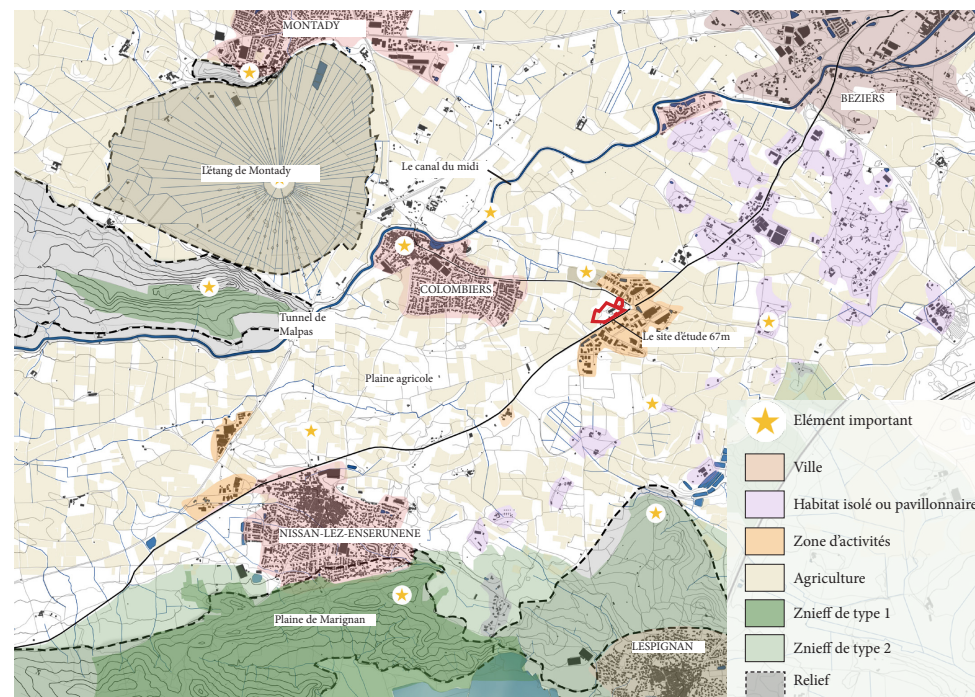 MONTADY
BEZIERS
L'étang de Montady
Le canal du midi
COLOMBIERS
Tunnel de
Malpas
Le site d'étude 67m
Plaine agricole
NISSAN-LEZ-ENSERUNENE
Plaine de Marignan
LESPIGNAN
Elément important
Ville
Habitat isolé ou pavillonnaire
Zone d'activités
Agriculture
Znieff de type 1
Znieff de type 2
Relief